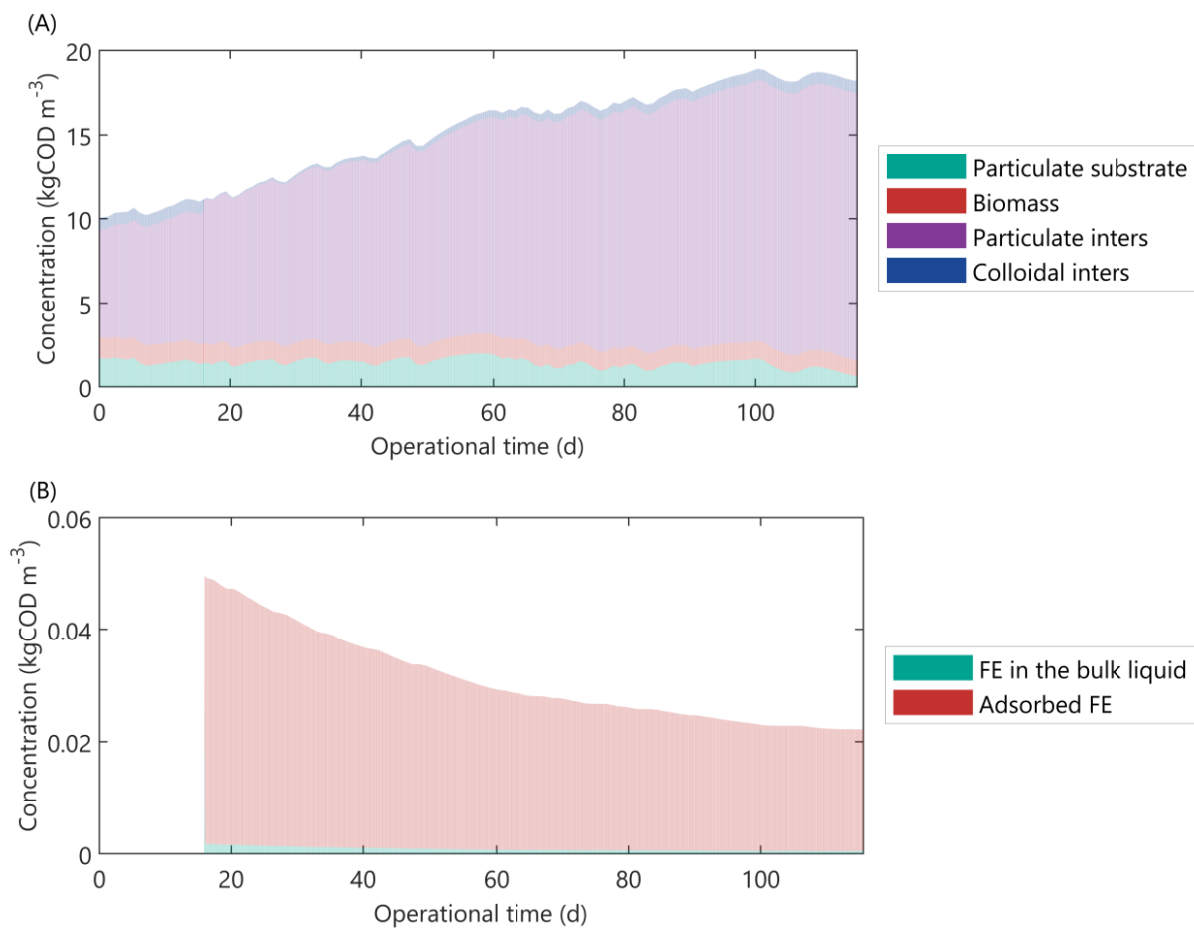 (A)
20
15
10
5
0
Concentration (kgCOD m⁻³)
0 20 40 60 80 100
Operational time (d)
Particulate substrate
Biomass
Particulate inters
Colloidal inters
(B)
0.06
0.04
0.02
0
Concentration (kgCOD m⁻³)
0 20 40 60 80 100
Operational time (d)
FE in the bulk liquid
Adsorbed FE